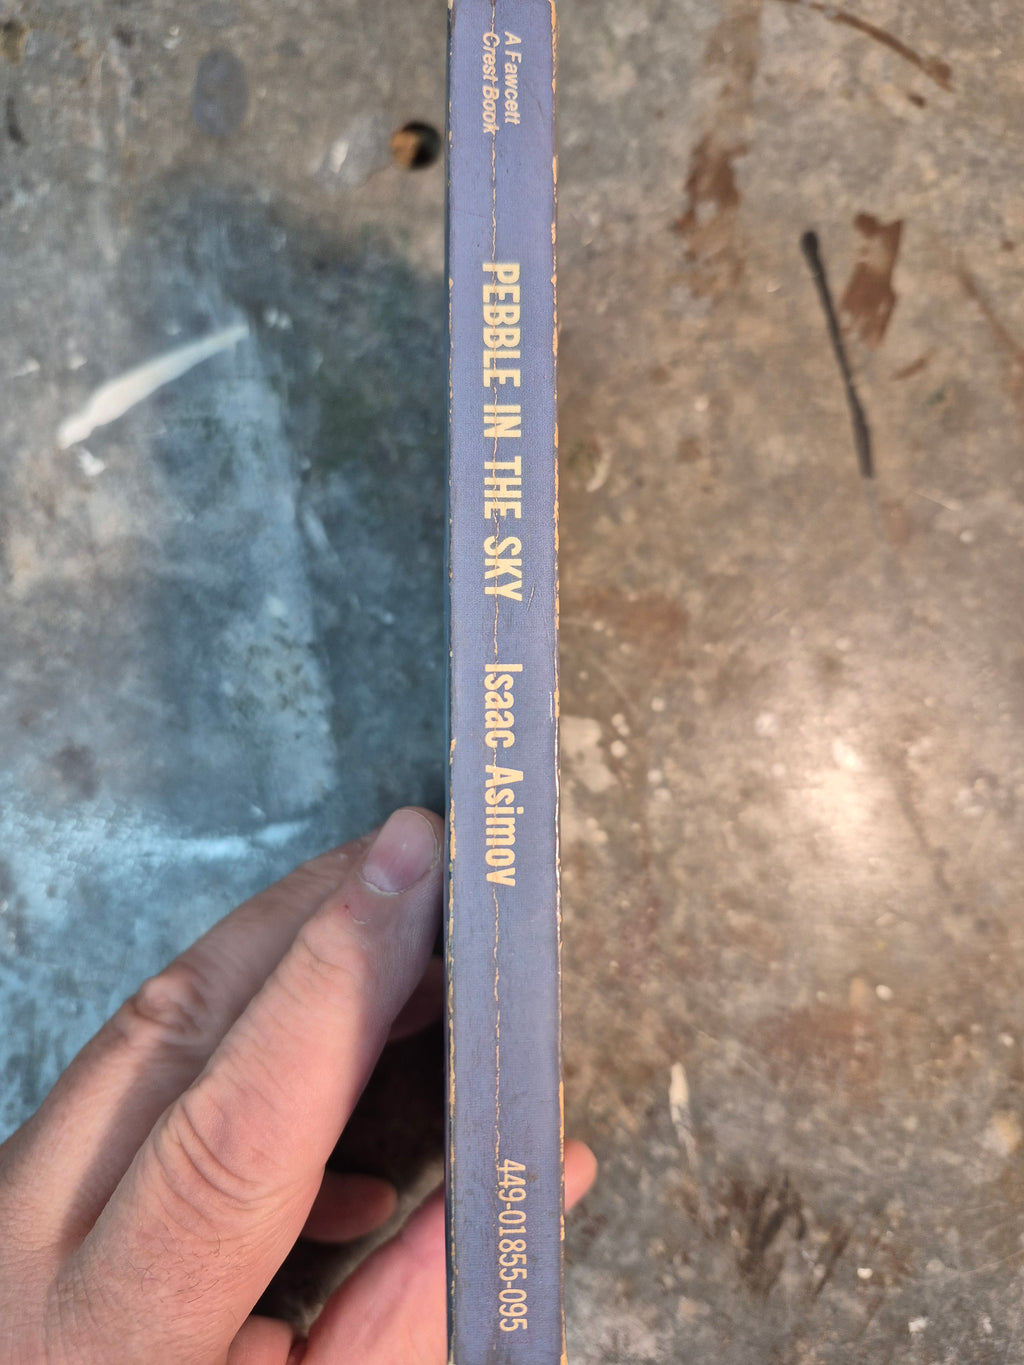 A Fawcett
Crest Book
PEBBLE IN THE SKY Isaac Asimov
449-01855-095